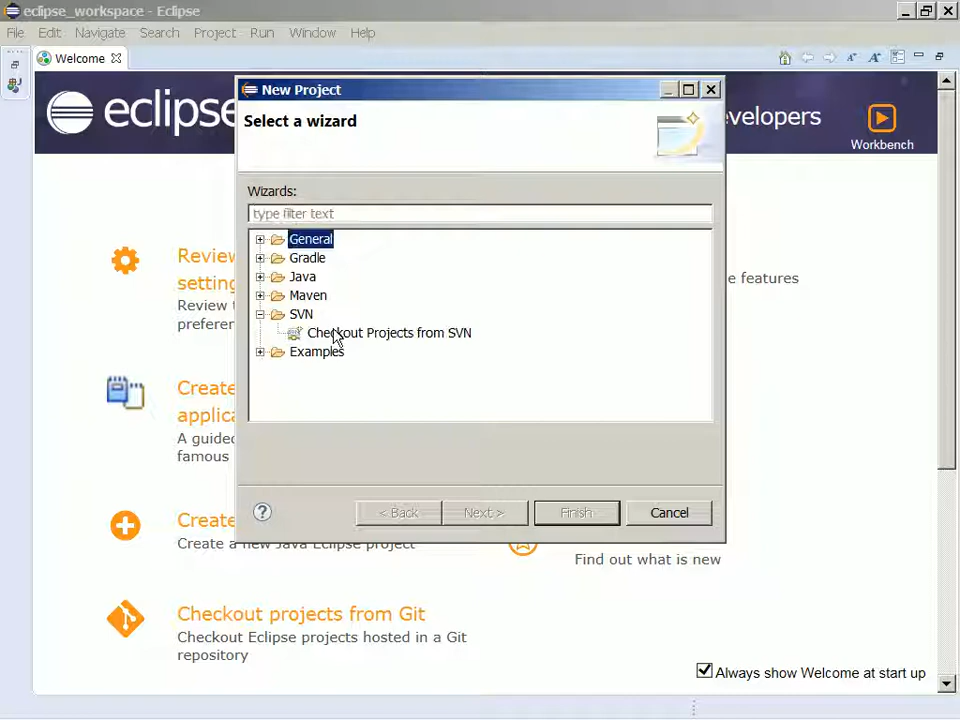 eclipse_workspace - Eclipse
File Edit Navigate Search Project Run Window Help
Welcome
New Project
Select a wizard
eclipse
evelopers
Workbench
Wizards:
type filter text
General
Gradle
Java
Maven
SVN
Checkout Projects from SVN
Examples
< Back Next > Finish Cancel
Review
setting
Review t
prefere
e features
Create
applica
A guided
famous
Create
Create a new Java Eclipse project
Find out what is new
Checkout projects from Git
Checkout Eclipse projects hosted in a Git
repository
Always show Welcome at start up